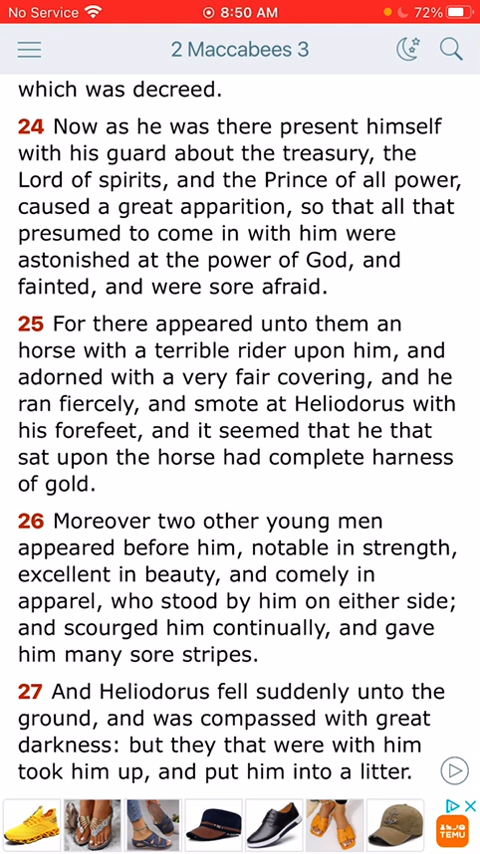 No Service 8:50 AM 72%
2 Maccabees 3
which was decreed.
24 Now as he was there present himself
with his guard about the treasury, the
Lord of spirits, and the Prince of all power,
caused a great apparition, so that all that
presumed to come in with him were
astonished at the power of God, and
fainted, and were sore afraid.
25 For there appeared unto them an
horse with a terrible rider upon him, and
adorned with a very fair covering, and he
ran fiercely, and smote at Heliodorus with
his forefeet, and it seemed that he that
sat upon the horse had complete harness
of gold.
26 Moreover two other young men
appeared before him, notable in strength,
excellent in beauty, and comely in
apparel, who stood by him on either side;
and scourged him continually, and gave
him many sore stripes.
27 And Heliodorus fell suddenly unto the
ground, and was compassed with great
darkness: but they that were with him
took him up, and put him into a litter.
TEMU